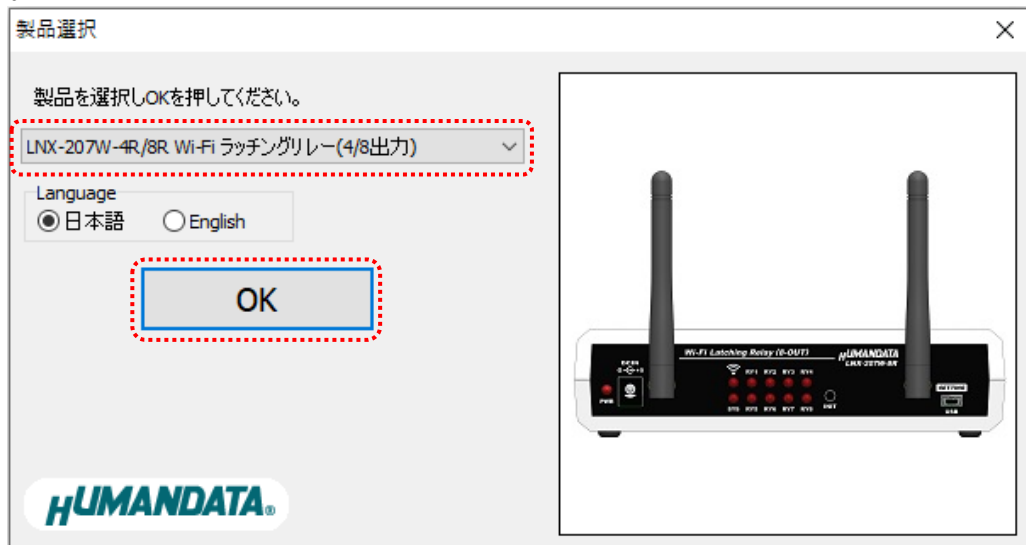 製品選択
製品を選択しOKを押してください。
LNX-207W-4R/8R Wi-Fi ラッチングリレー(4/8出力)
Language
日本語 English
OK
Wi-Fi Latching Relay (8-OUT)
HUMANDATA
LNX-207W-8R
DC IN
RY1 RY2 RY3 RY4
PWR
SYS RY5 RY6 RY7 RY8
USB
HUMANDATA®